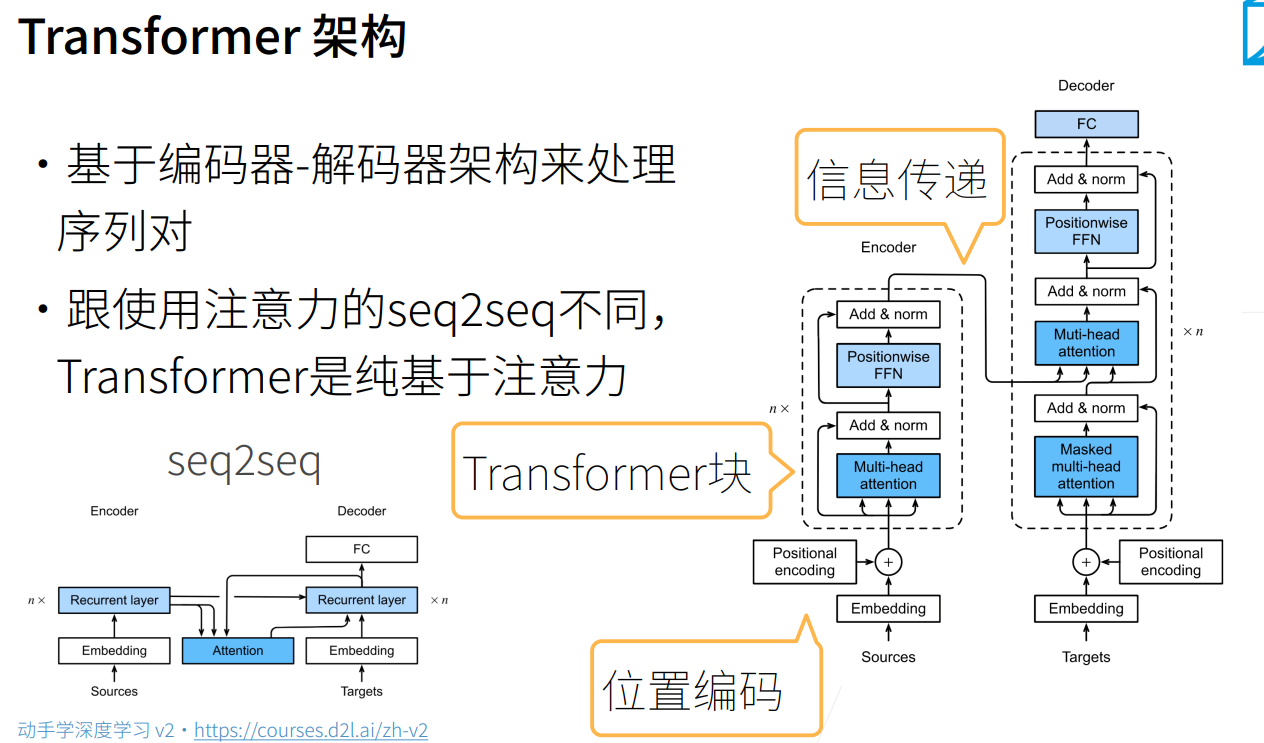 Transformer 架构
• 基于编码器-解码器架构来处理
序列对
• 跟使用注意力的seq2seq不同，
Transformer是纯基于注意力
seq2seq
Encoder
Decoder
FC
n ×
Recurrent layer
Recurrent layer
× n
Embedding
Attention
Embedding
Sources
Targets
动手学深度学习 v2 • https://courses.d2l.ai/zh-v2
信息传递
Transformer块
位置编码
Encoder
Add & norm
Positionwise
FFN
n ×
Add & norm
Multi-head
attention
Positional
encoding
+
Embedding
Sources
Decoder
FC
Add & norm
Positionwise
FFN
Add & norm
Muti-head
attention
× n
Add & norm
Masked
multi-head
attention
+
Positional
encoding
Embedding
Targets